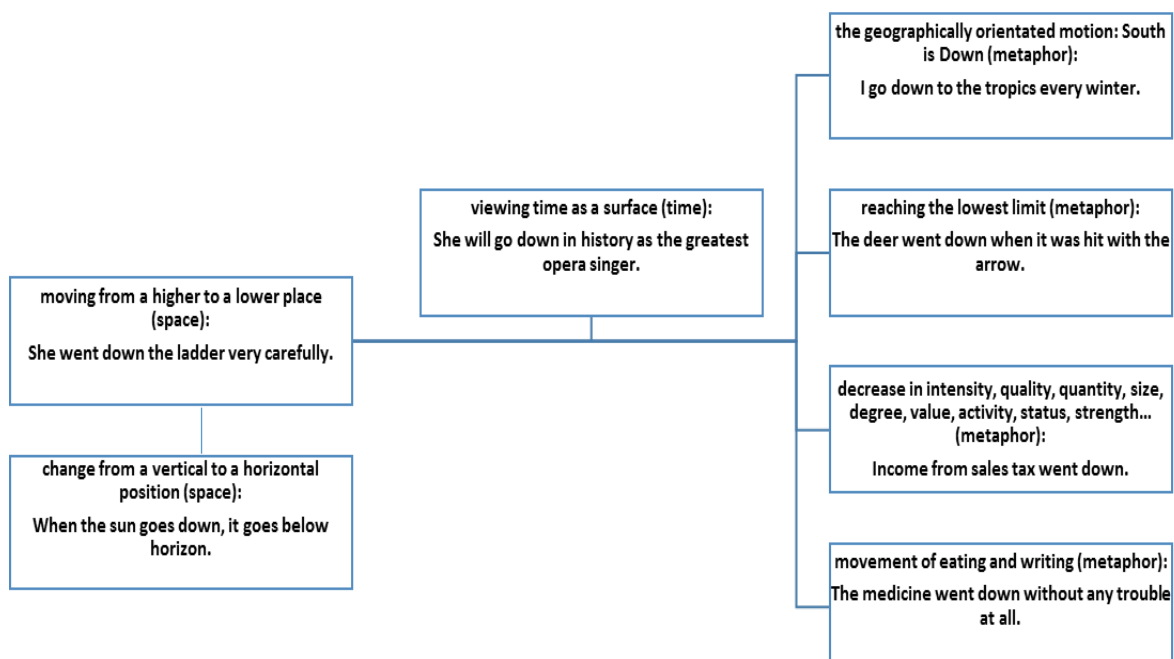 moving from a higher to a lower place
(space):
She went down the ladder very carefully.
change from a vertical to a horizontal
position (space):
When the sun goes down, it goes below
horizon.
viewing time as a surface (time):
She will go down in history as the greatest
opera singer.
the geographically orientated motion: South
is Down (metaphor):
I go down to the tropics every winter.
reaching the lowest limit (metaphor):
The deer went down when it was hit with the
arrow.
decrease in intensity, quality, quantity, size,
degree, value, activity, status, strength...
(metaphor):
Income from sales tax went down.
movement of eating and writing (metaphor):
The medicine went down without any trouble
at all.